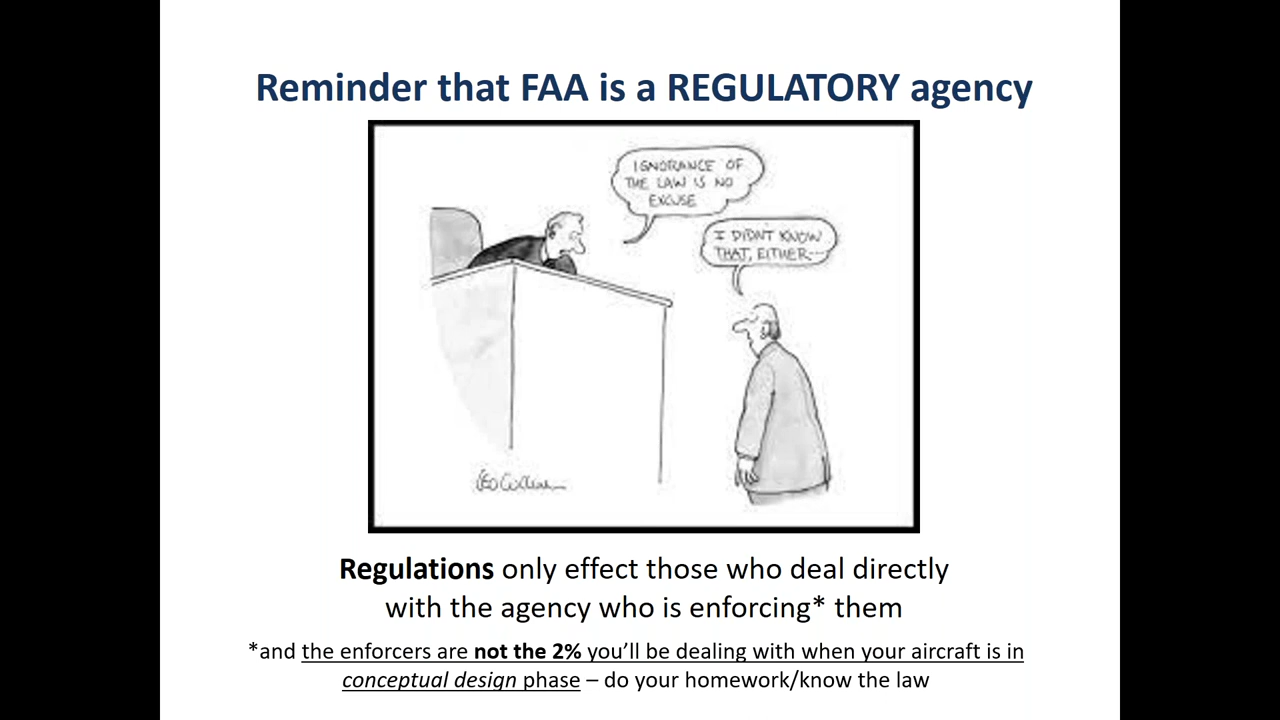 Reminder that FAA is a REGULATORY agency
IGNORANCE OF
THE LAW IS NO
EXCUSE
I DIDN'T KNOW
THAT, EITHER---
Regulations only effect those who deal directly
with the agency who is enforcing* them
*and the enforcers are not the 2% you’ll be dealing with when your aircraft is in
conceptual design phase – do your homework/know the law